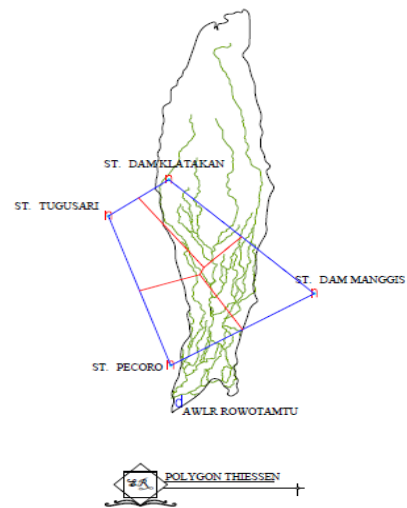 ST. DAM KLATAKAN
ST. TUGUSARI
ST. DAM MANGGIS
ST. PECORO
AWLR ROWOTAMTU
POLYGON THIESSEN